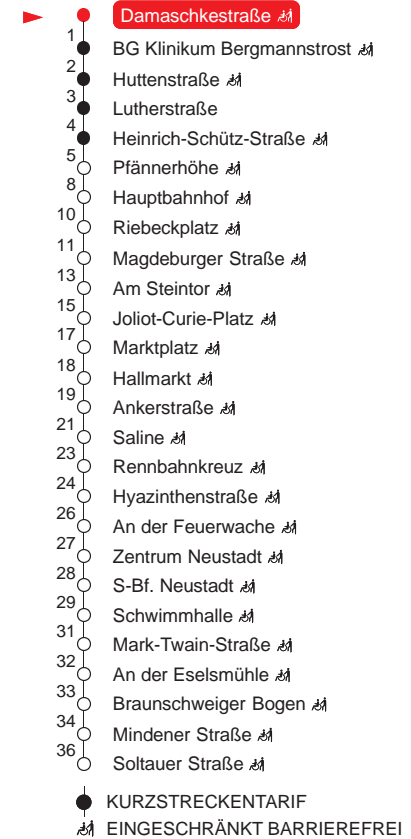 Damaschkestraße
1
BG Klinikum Bergmannstrost
2
Huttenstraße
3
Lutherstraße
4
Heinrich-Schütz-Straße
5
Pfännerhöhe
8
Hauptbahnhof
10
Riebeckplatz
11
Magdeburger Straße
13
Am Steintor
15
Joliot-Curie-Platz
17
Marktplatz
18
Hallmarkt
19
Ankerstraße
21
Saline
23
Rennbahnkreuz
24
Hyazinthenstraße
26
An der Feuerwache
27
Zentrum Neustadt
28
S-Bf. Neustadt
29
Schwimmhalle
31
Mark-Twain-Straße
32
An der Eselsmühle
33
Braunschweiger Bogen
34
Mindener Straße
36
Soltauer Straße
KURZSTRECKENTARIF
EINGESCHRÄNKT BARRIEREFREI